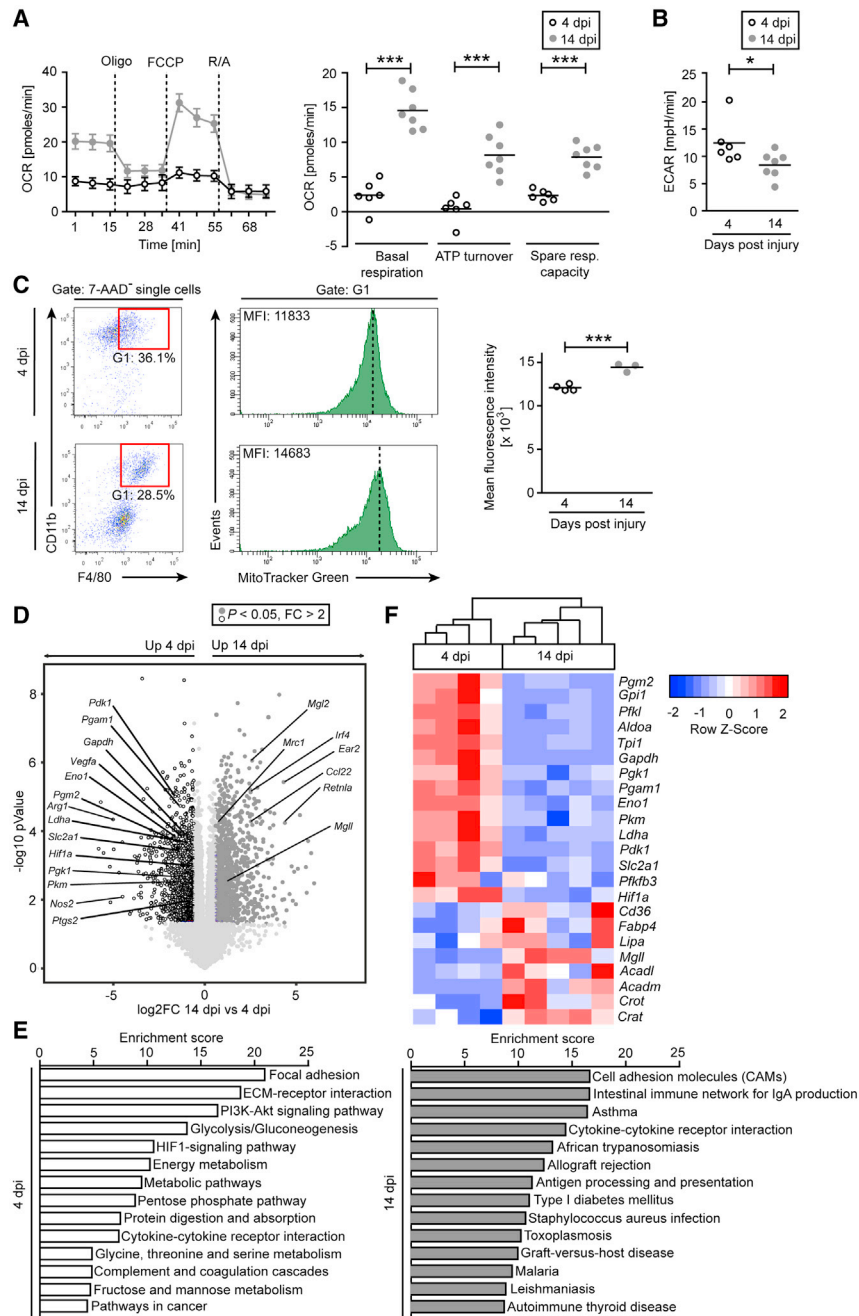 A
4 dpi
14 dpi
Oligo FCCP R/A
OCR [pmoles/min]
40
30
20
10
0
1 15 28 41 55 68
Time [min]
OCR [pmoles/min]
20
15
10
5
0
-5
*** *** ***
Basal respiration
ATP turnover
Spare resp. capacity
B
4 dpi
14 dpi
*
ECAR [mpH/min]
25
20
15
10
5
0
4 14
Days post injury
C
Gate: 7-AAD⁻ single cells
Gate: G1
4 dpi
G1: 36.1%
MFI: 11833
14 dpi
G1: 28.5%
MFI: 14683
CD11b
F4/80
Events
MitoTracker Green
***
Mean fluorescence intensity
[x 10³]
15
10
5
0
4 14
Days post injury
D
P < 0.05, FC > 2
Up 4 dpi
Up 14 dpi
-log10 pValue
8
6
4
2
0
Pdk1
Pgam1
Gapdh
Vegfa
Eno1
Pgm2
Arg1
Ldha
Slc2a1
Hif1a
Pgk1
Pkm
Nos2
Ptgs2
Mgl2
Irf4
Mrc1
Ear2
Ccl22
Retnla
Mgll
-5 0 5
log2FC 14 dpi vs 4 dpi
F
4 dpi 14 dpi
Pgm2
Gpi1
Pfkl
Aldoa
Tpi1
Gapdh
Pgk1
Pgam1
Eno1
Pkm
Ldha
Pdk1
Slc2a1
Pfkfb3
Hif1a
Cd36
Fabp4
Lipa
Mgll
Acadl
Acadm
Crot
Crat
-2 -1 0 1 2
Row Z-Score
E
Enrichment score
0 5 10 15 20 25
4 dpi
Focal adhesion
ECM-receptor interaction
PI3K-Akt signaling pathway
Glycolysis/Gluconeogenesis
HIF1-signaling pathway
Energy metabolism
Metabolic pathways
Pentose phosphate pathway
Protein digestion and absorption
Cytokine-cytokine receptor interaction
Glycine, threonine and serine metabolism
Complement and coagulation cascades
Fructose and mannose metabolism
Pathways in cancer
Enrichment score
0 5 10 15 20 25
14 dpi
Cell adhesion molecules (CAMs)
Intestinal immune network for IgA production
Asthma
Cytokine-cytokine receptor interaction
African trypanosomiasis
Allograft rejection
Antigen processing and presentation
Type I diabetes mellitus
Staphylococcus aureus infection
Toxoplasmosis
Graft-versus-host disease
Malaria
Leishmaniasis
Autoimmune thyroid disease